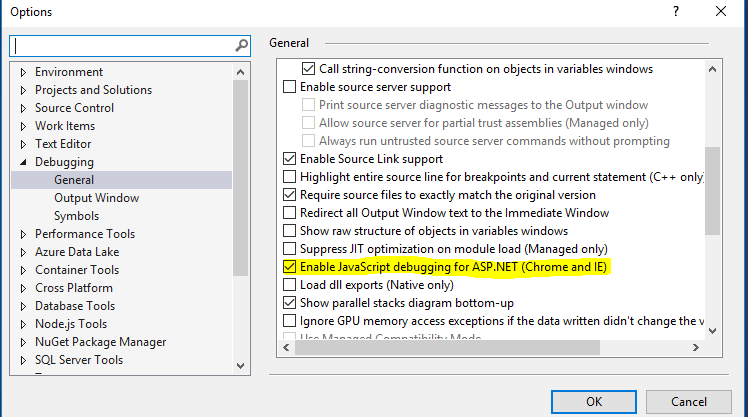 Options
Environment
Projects and Solutions
Source Control
Work Items
Text Editor
Debugging
General
Output Window
Symbols
Performance Tools
Azure Data Lake
Container Tools
Cross Platform
Database Tools
Node.js Tools
NuGet Package Manager
SQL Server Tools
General
Call string-conversion function on objects in variables windows
Enable source server support
Print source server diagnostic messages to the Output window
Allow source server for partial trust assemblies (Managed only)
Always run untrusted source server commands without prompting
Enable Source Link support
Highlight entire source line for breakpoints and current statement (C++ only)
Require source files to exactly match the original version
Redirect all Output Window text to the Immediate Window
Show raw structure of objects in variables windows
Suppress JIT optimization on module load (Managed only)
Enable JavaScript debugging for ASP.NET (Chrome and IE)
Load dll exports (Native only)
Show parallel stacks diagram bottom-up
Ignore GPU memory access exceptions if the data written didn't change the v
Use Managed Compatibility Mode
OK
Cancel